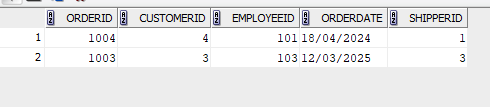 ORDERID CUSTOMERID EMPLOYEEID ORDERDATE SHIPPERID
1 1004 4 101 18/04/2024 1
2 1003 3 103 12/03/2025 3